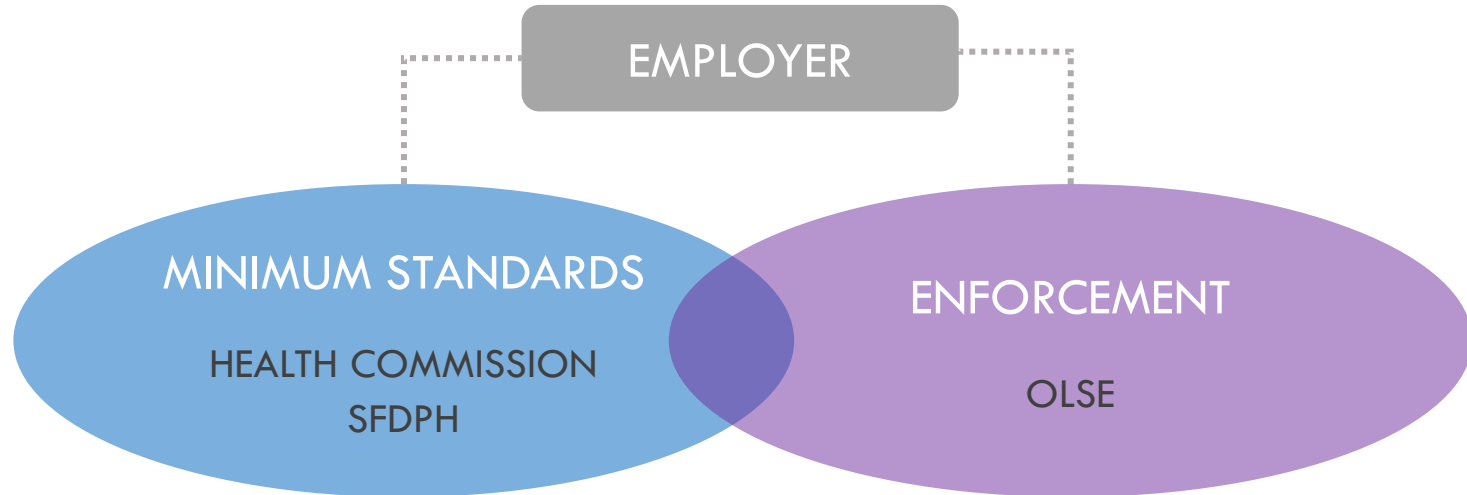 EMPLOYER
MINIMUM STANDARDS
HEALTH COMMISSION
SFDPH
ENFORCEMENT
OLSE